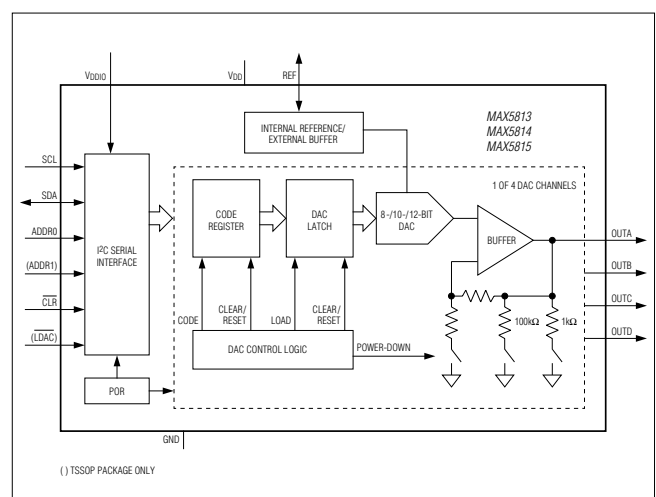 VDDIO
VDD
REF
INTERNAL REFERENCE/
EXTERNAL BUFFER
MAX5813
MAX5814
MAX5815
SCL
SDA
ADDR0
(ADDR1)
CLR
(LDAC)
I2C SERIAL
INTERFACE
1 OF 4 DAC CHANNELS
CODE
REGISTER
DAC
LATCH
8-/10-/12-BIT
DAC
BUFFER
OUTA
OUTB
OUTC
OUTD
CODE
CLEAR/
RESET
LOAD
CLEAR/
RESET
100kΩ
1kΩ
DAC CONTROL LOGIC
POWER-DOWN
POR
GND
( ) TSSOP PACKAGE ONLY